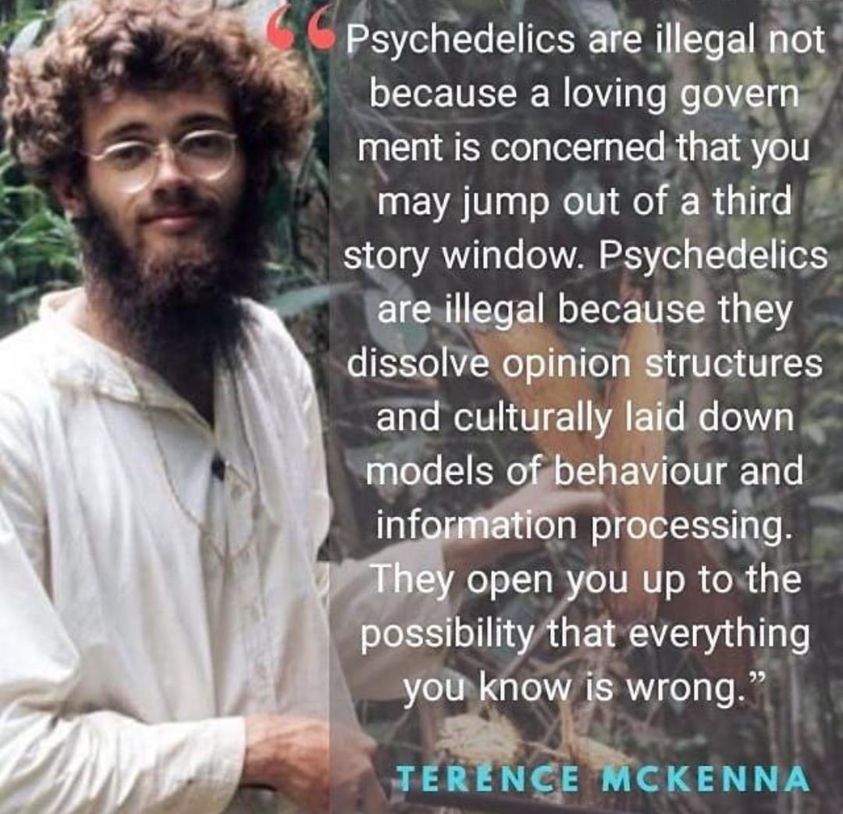 “Psychedelics are illegal not
because a loving govern
ment is concerned that you
may jump out of a third
story window. Psychedelics
are illegal because they
dissolve opinion structures
and culturally laid down
models of behaviour and
information processing.
They open you up to the
possibility that everything
you know is wrong.”
TERENCE MCKENNA